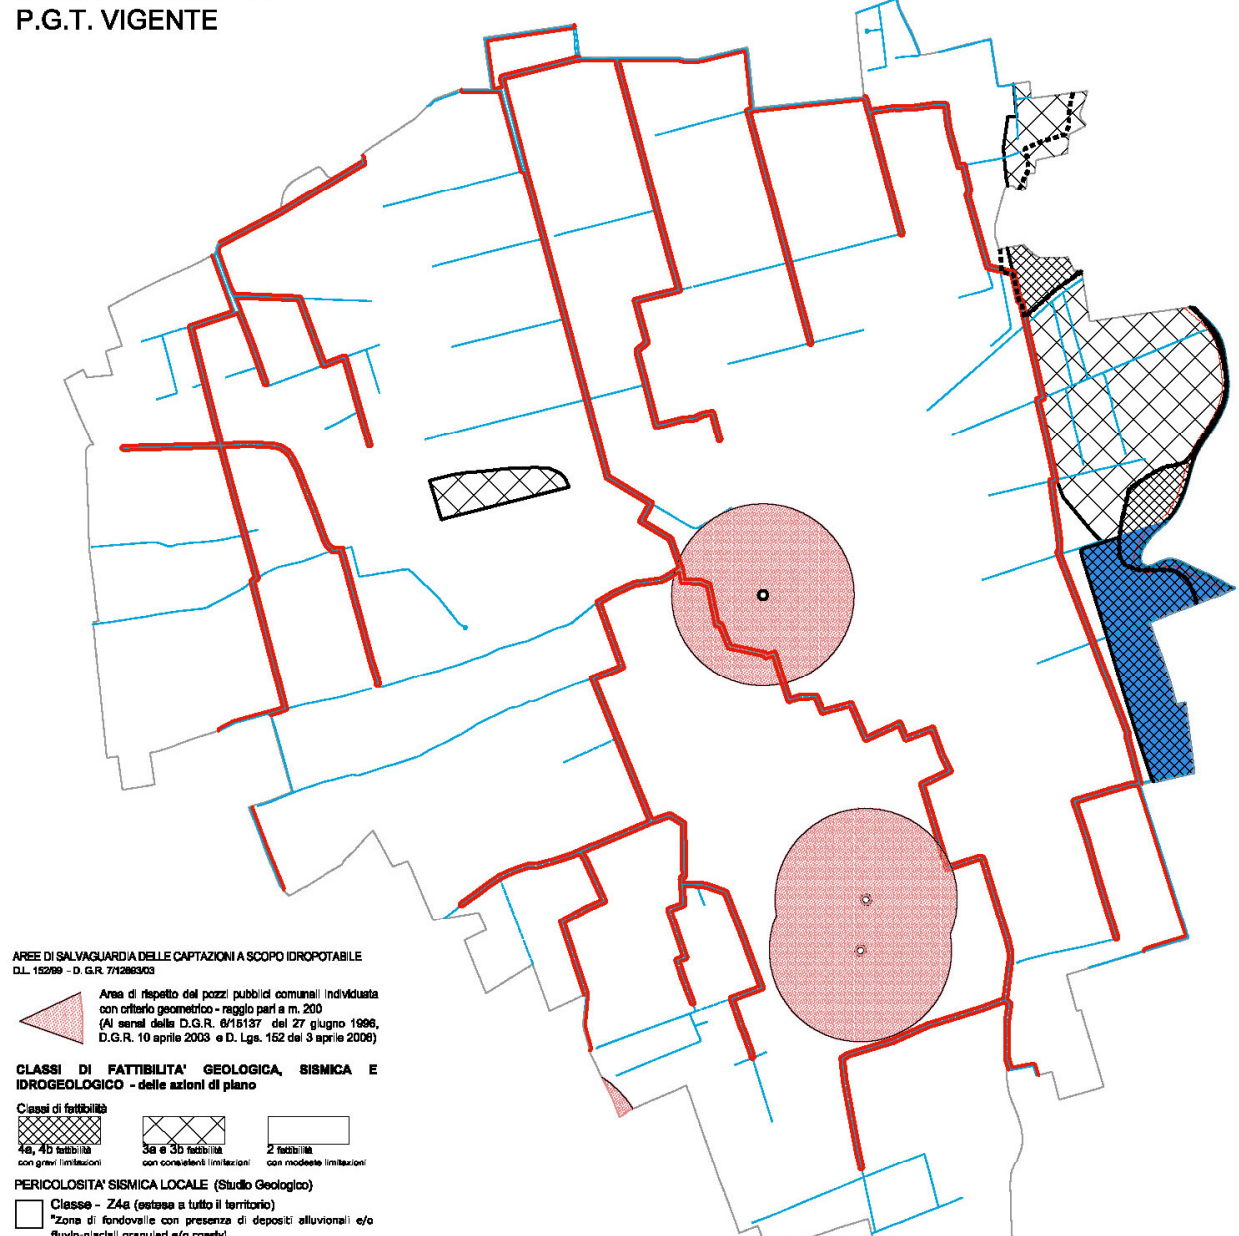 P.G.T. VIGENTE
AREE DI SALVAGUARDIA DELLE CAPTAZIONI A SCOPO IDROPOTABILE
D.L. 152/99 - D. G.R. 7/12693/03
Area di rispetto dei pozzi pubblici comunali individuata
con criterio geometrico - raggio pari a m. 200
(Ai sensi della D.G.R. 6/15137 del 27 giugno 1996,
D.G.R. 10 aprile 2003 e D. Lgs. 152 del 3 aprile 2006)
CLASSI DI FATTIBILITA' GEOLOGICA, SISMICA E
IDROGEOLOGICO - delle azioni di piano
Classi di fattibilità
4a, 4b fattibilità
con gravi limitazioni
3a e 3b fattibilità
con consistenti limitazioni
2 fattibilità
con modeste limitazioni
PERICOLOSITA' SISMICA LOCALE (Studio Geologico)
Classe - Z4a (estesa a tutto il territorio)
"Zona di fondovalle con presenza di depositi alluvionali e/o
fluvio-glaciali granulari e/o coesivi